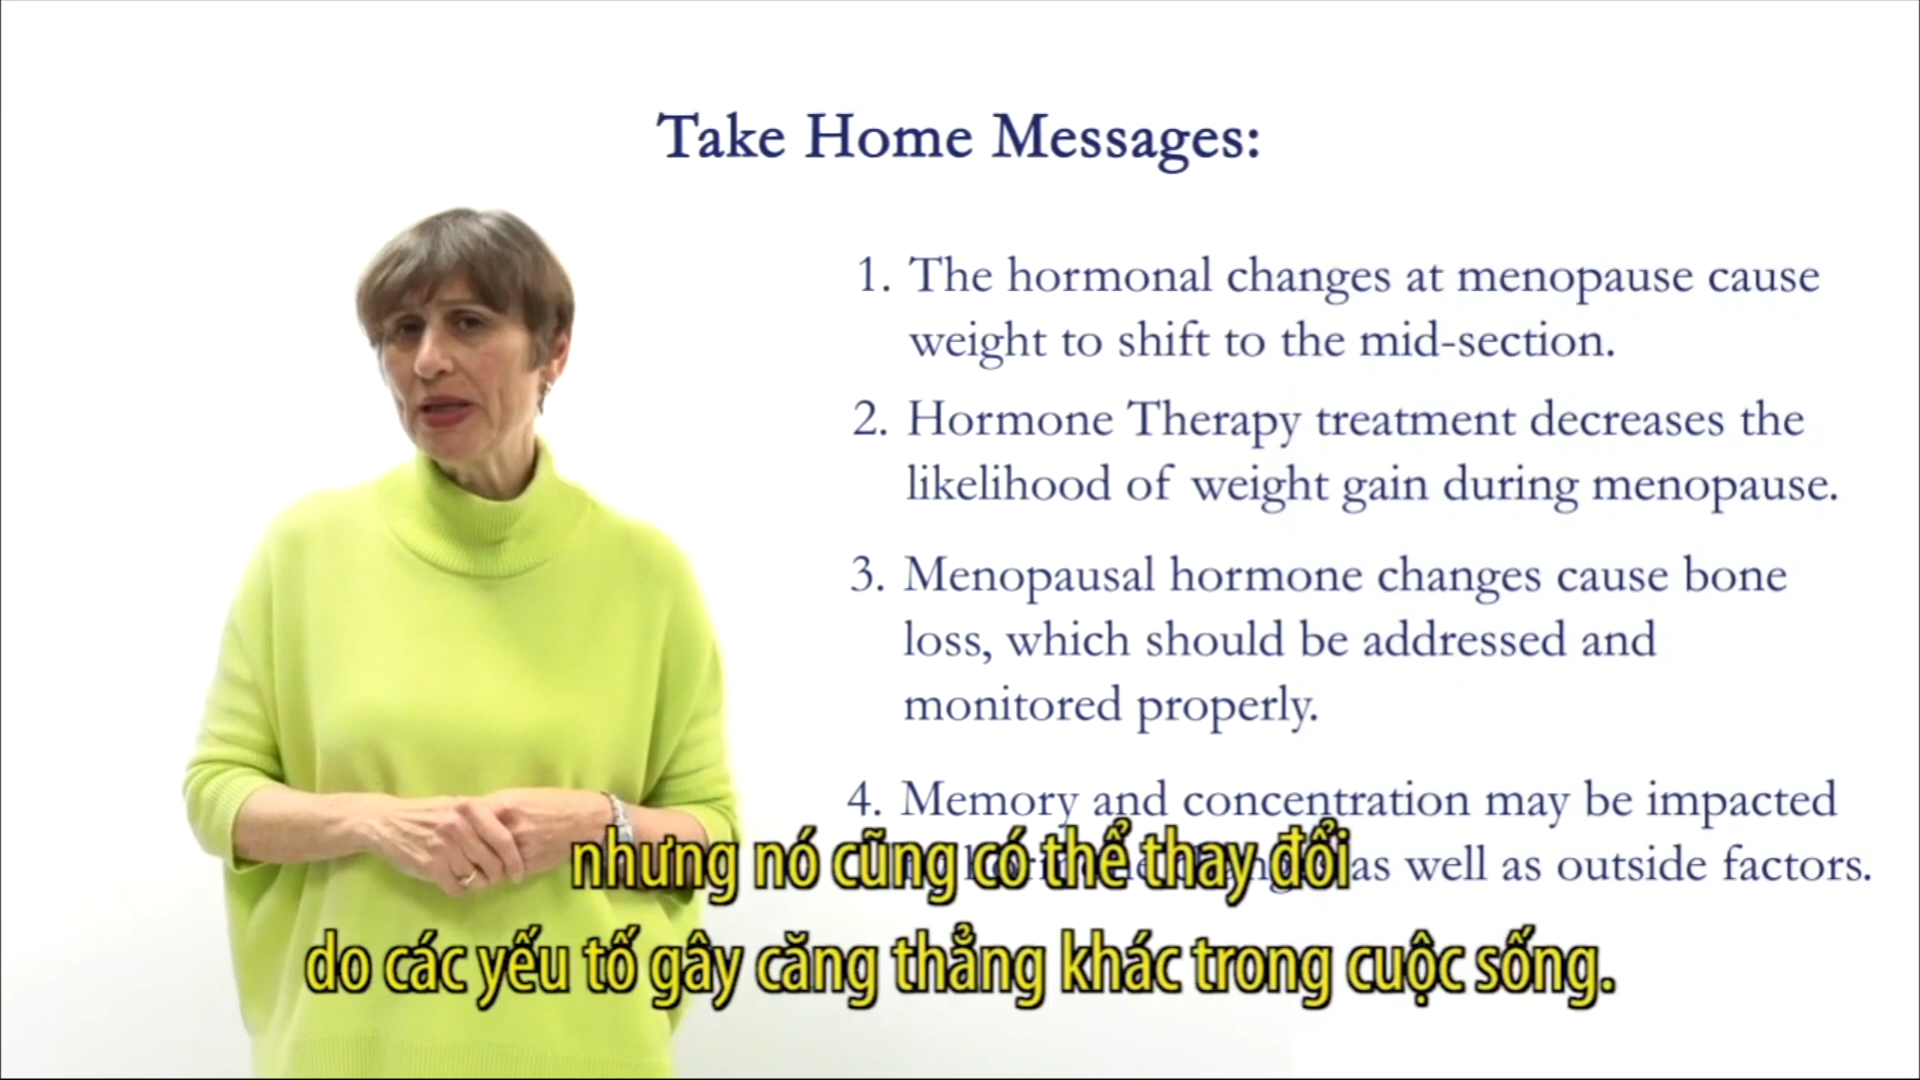 Take Home Messages:
1. The hormonal changes at menopause cause
weight to shift to the mid-section.
2. Hormone Therapy treatment decreases the
likelihood of weight gain during menopause.
3. Menopausal hormone changes cause bone
loss, which should be addressed and
monitored properly.
4. Memory and concentration may be impacted
as well as outside factors.
nhưng nó cũng có thể thay đổi
do các yếu tố gây căng thẳng khác trong cuộc sống.